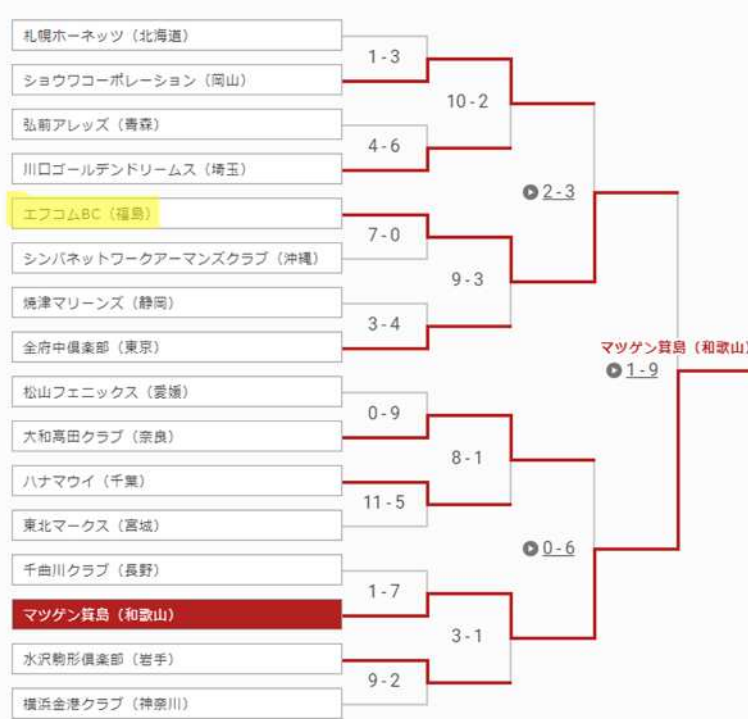 札幌ホーネッツ（北海道）
1-3
ショウワコーポレーション（岡山）
10-2
弘前アレッズ（青森）
4-6
川口ゴールデンドリームス（埼玉）
2-3
エフコムBC（福島）
7-0
シンバネットワークアーマンズクラブ（沖縄）
9-3
焼津マリーンズ（静岡）
3-4
全府中倶楽部（東京）
マツゲン箕島（和歌山）
1-9
松山フェニックス（愛媛）
0-9
大和高田クラブ（奈良）
8-1
ハナマウイ（千葉）
11-5
東北マークス（宮城）
0-6
千曲川クラブ（長野）
1-7
マツゲン箕島（和歌山）
3-1
水沢駒形倶楽部（岩手）
9-2
横浜金港クラブ（神奈川）